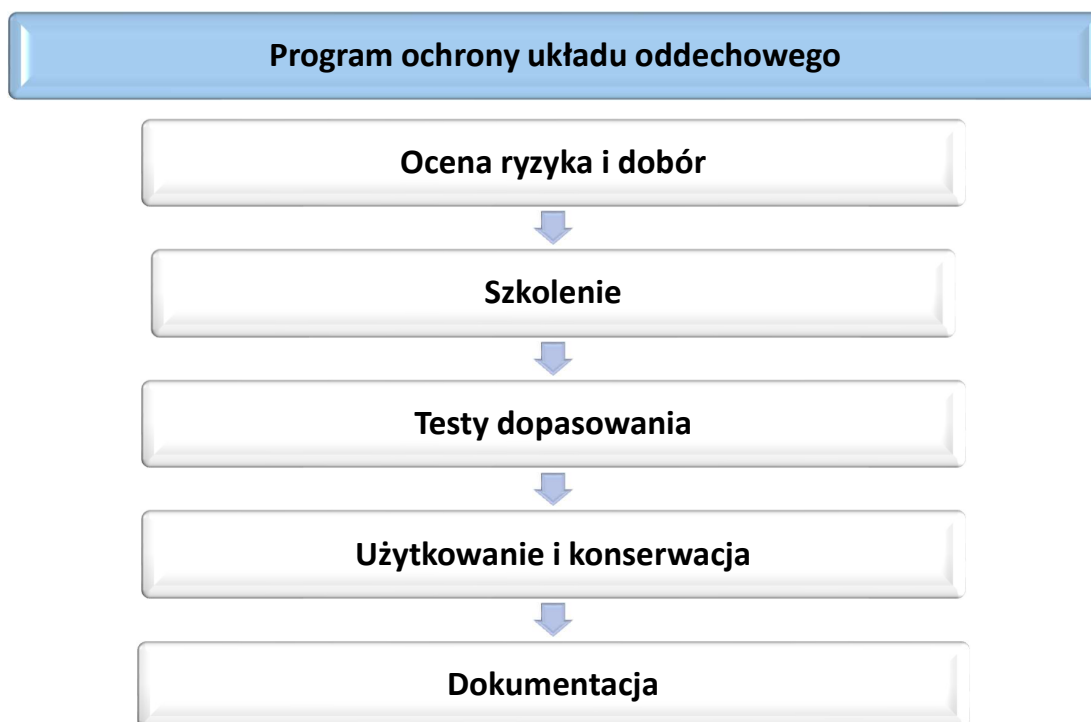 Program ochrony układu oddechowego
Ocena ryzyka i dobór
Szkolenie
Testy dopasowania
Użytkowanie i konserwacja
Dokumentacja